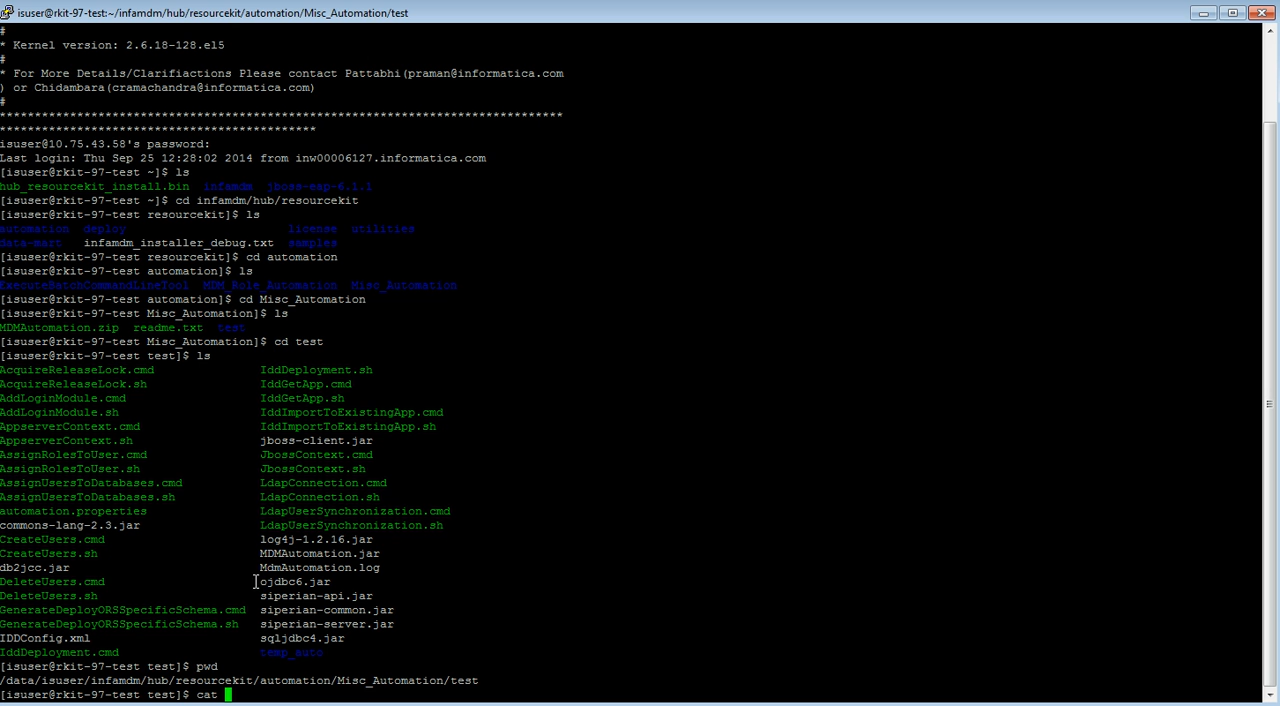 isuser@rkit-97-test:~/infamdm/hub/resourcekit/automation/Misc_Automation/test
#
* Kernel version: 2.6.18-128.el5
#
* For More Details/Clarifiactions Please contact Pattabhi(praman@informatica.com
) or Chidambara(cramachandra@informatica.com)
#
********************************************************************************
*********************************************
isuser@10.75.43.58's password:
Last login: Thu Sep 25 12:28:02 2014 from inw00006127.informatica.com
[isuser@rkit-97-test ~]$ ls
hub_resourcekit_install.bin  infamdm  jboss-eap-6.1.1
[isuser@rkit-97-test ~]$ cd infamdm/hub/resourcekit
[isuser@rkit-97-test resourcekit]$ ls
automation  deploy                       license  utilities
data-mart   infamdm_installer_debug.txt  samples
[isuser@rkit-97-test resourcekit]$ cd automation
[isuser@rkit-97-test automation]$ ls
ExecuteBatchCommandLineTool  MDM_Role_Automation  Misc_Automation
[isuser@rkit-97-test automation]$ cd Misc_Automation
[isuser@rkit-97-test Misc_Automation]$ ls
MDMAutomation.zip  readme.txt  test
[isuser@rkit-97-test Misc_Automation]$ cd test
[isuser@rkit-97-test test]$ ls
AcquireReleaseLock.cmd               IddDeployment.sh
AcquireReleaseLock.sh                IddGetApp.cmd
AddLoginModule.cmd                   IddGetApp.sh
AddLoginModule.sh                    IddImportToExistingApp.cmd
AppserverContext.cmd                 IddImportToExistingApp.sh
AppserverContext.sh                  jboss-client.jar
AssignRolesToUser.cmd                JbossContext.cmd
AssignRolesToUser.sh                 JbossContext.sh
AssignUsersToDatabases.cmd           LdapConnection.cmd
AssignUsersToDatabases.sh            LdapConnection.sh
automation.properties                LdapUserSynchronization.cmd
commons-lang-2.3.jar                 LdapUserSynchronization.sh
CreateUsers.cmd                      log4j-1.2.16.jar
CreateUsers.sh                       MDMAutomation.jar
db2jcc.jar                           MdmAutomation.log
DeleteUsers.cmd                      ojdbc6.jar
DeleteUsers.sh                       siperian-api.jar
GenerateDeployORSSpecificSchema.cmd  siperian-common.jar
GenerateDeployORSSpecificSchema.sh   siperian-server.jar
IDDConfig.xml                        sqljdbc4.jar
IddDeployment.cmd                    temp_auto
[isuser@rkit-97-test test]$ pwd
/data/isuser/infamdm/hub/resourcekit/automation/Misc_Automation/test
[isuser@rkit-97-test test]$ cat